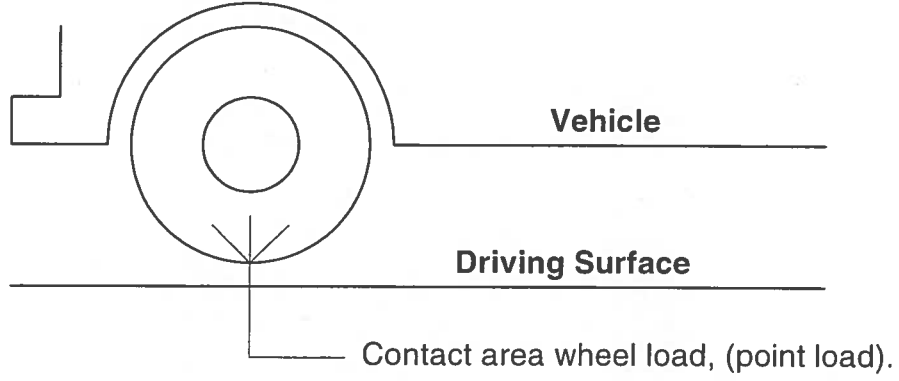 Vehicle
Driving Surface
Contact area wheel load, (point load).